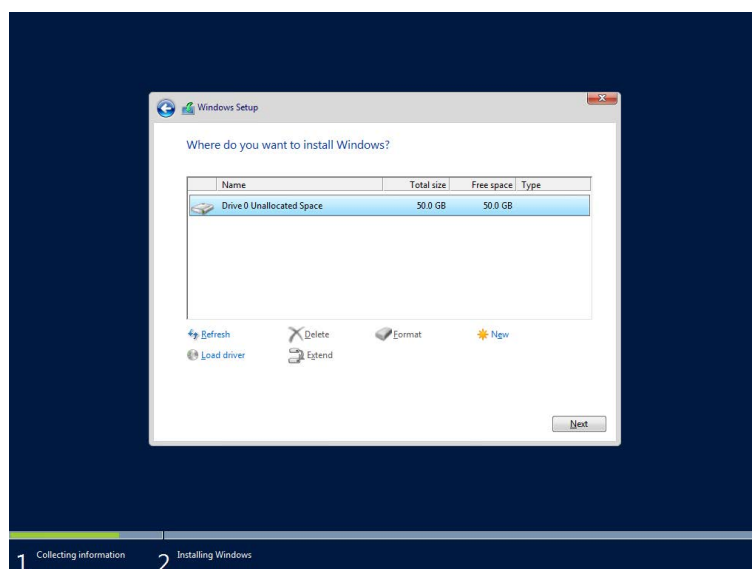 Windows Setup
Where do you want to install Windows?
Name Total size Free space Type
Drive 0 Unallocated Space 50.0 GB 50.0 GB
Refresh Delete Format New
Load driver Extend
Next
1 Collecting information 2 Installing Windows